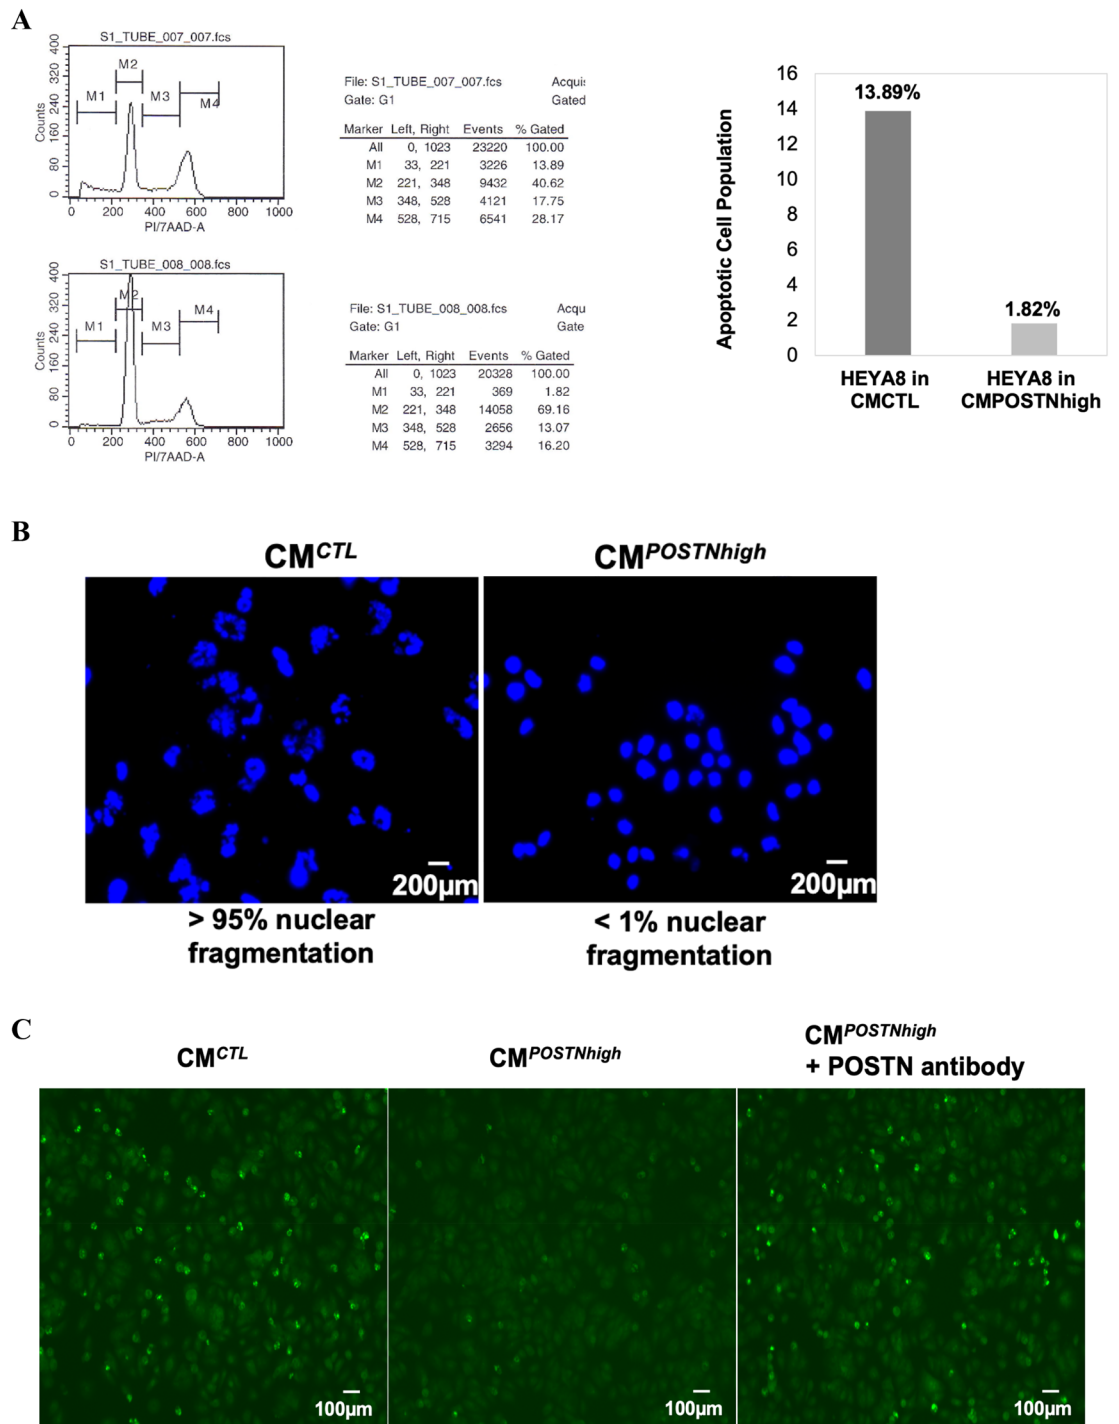 A
S1_TUBE_007_007.fcs
400
320
240
160
80
0
Counts
M1
M2
M3
M4
0 200 400 600 800 1000
PI/7AAD-A
File: S1_TUBE_007_007.fcs Acqui
Gate: G1 Gated
Marker Left, Right Events % Gated
All 0, 1023 23220 100.00
M1 33, 221 3226 13.89
M2 221, 348 9432 40.62
M3 348, 528 4121 17.75
M4 528, 715 6541 28.17
S1_TUBE_008_008.fcs
400
320
240
160
80
0
Counts
M1
M2
M3
M4
0 200 400 600 800 1000
PI/7AAD-A
File: S1_TUBE_008_008.fcs Acqu
Gate: G1 Gate
Marker Left, Right Events % Gated
All 0, 1023 20328 100.00
M1 33, 221 369 1.82
M2 221, 348 14058 69.16
M3 348, 528 2656 13.07
M4 528, 715 3294 16.20
Apoptotic Cell Population
16
14
12
10
8
6
4
2
0
13.89%
1.82%
HEYA8 in
CMCTL
HEYA8 in
CMPOSTNhigh
B
CMCTL
CMPOSTNhigh
200µm
200µm
> 95% nuclear
fragmentation
< 1% nuclear
fragmentation
C
CMCTL
CMPOSTNhigh
CMPOSTNhigh
+ POSTN antibody
100µm
100µm
100µm